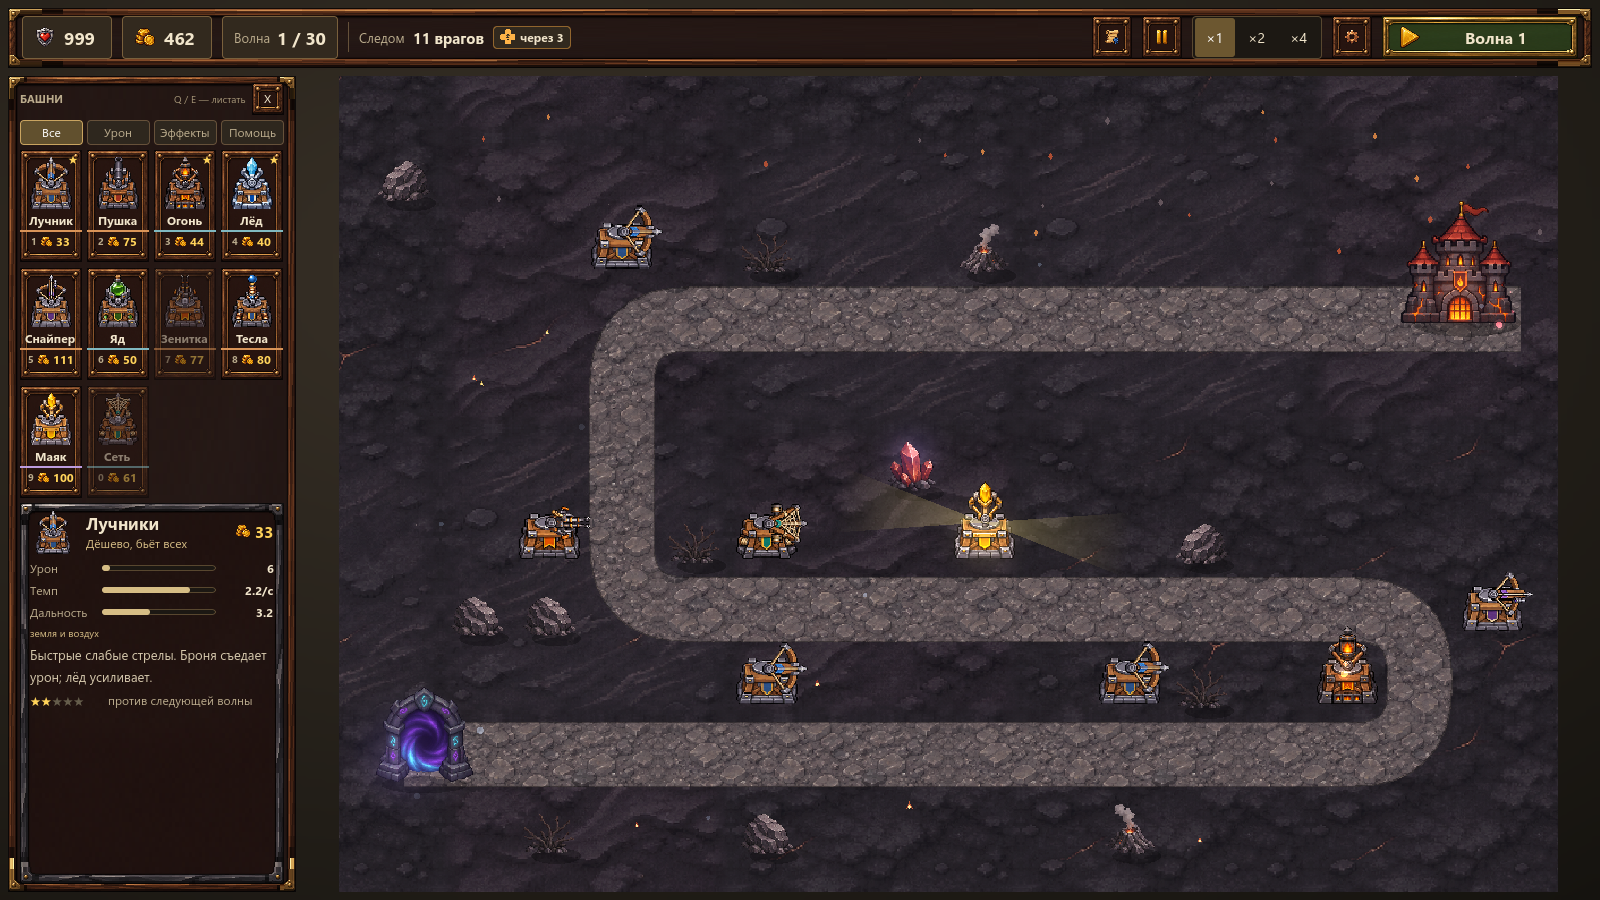 999
462
Волна 1 / 30
Следом 11 врагов
через 3
×1
×2
×4
Волна 1
БАШНИ
Q / E — листать
X
Все
Урон
Эффекты
Помощь
Лучник
Пушка
Огонь
Лёд
1 33
2 75
3 44
4 40
Снайпер
Яд
Зенитка
Тесла
5 111
6 50
7 77
8 80
Маяк
Сеть
9 100
0 61
Лучники
33
Дёшево, бьёт всех
Урон 6
Темп 2.2/с
Дальность 3.2
земля и воздух
Быстрые слабые стрелы. Броня съедает
урон; лёд усиливает.
★★★★★ против следующей волны